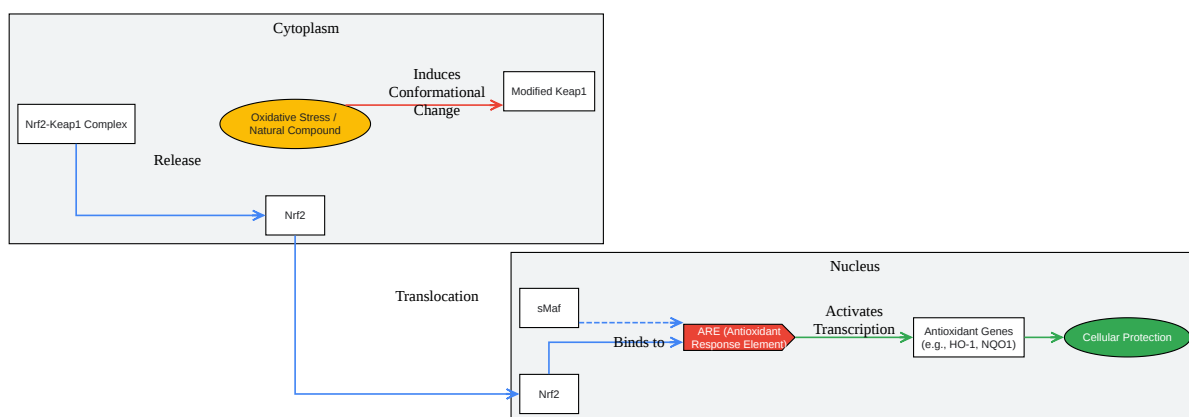 Cytoplasm
Induces
Conformational
Change
Modified Keap1
Nrf2-Keap1 Complex
Oxidative Stress /
Natural Compound
Release
Nrf2
Nucleus
Translocation
sMaf
Binds to
ARE (Antioxidant
Response Element)
Activates
Transcription
Antioxidant Genes
(e.g., HO-1, NQO1)
Cellular Protection
Nrf2